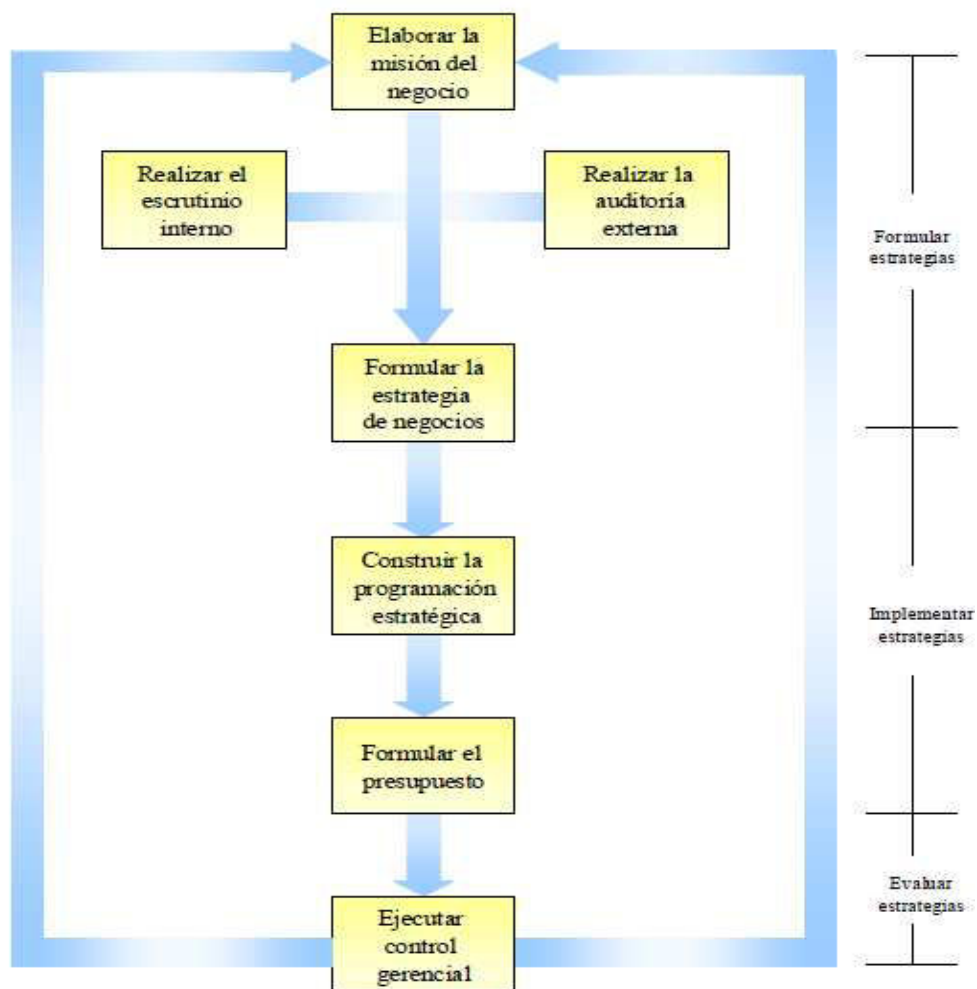 Elaborar la
misión del
negocio
Realizar el
escrutinio
interno
Realizar la
auditoría
externa
Formular
estrategias
Formular la
estrategia
de negocios
Construir la
programación
estratégica
Implementar
estrategias
Formular el
presupuesto
Evaluar
estrategias
Ejecutar
control
gerencial